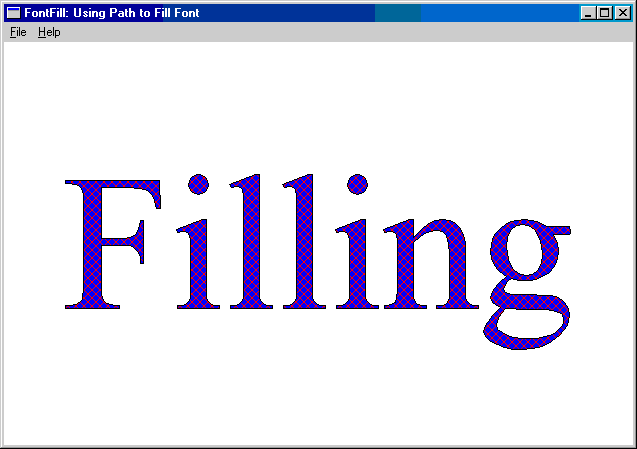 FontFill: Using Path to Fill Font
File Help
Filling